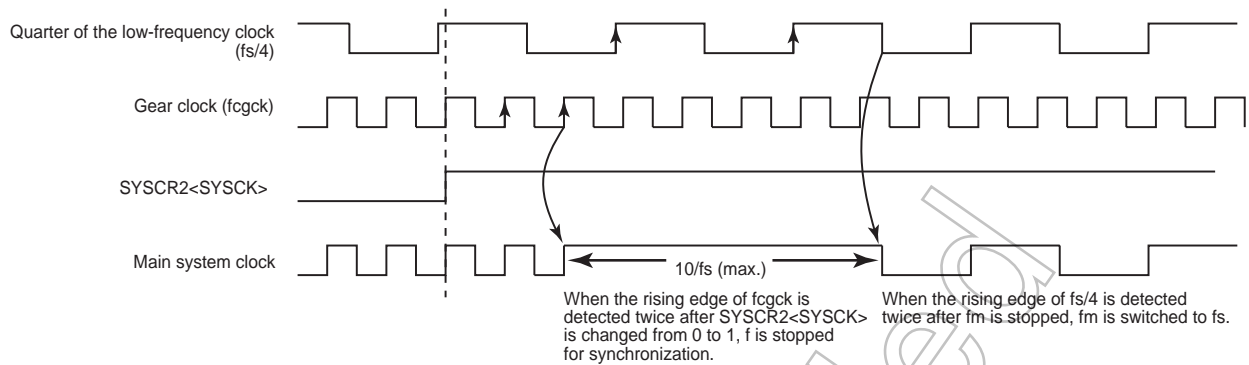 Quarter of the low-frequency clock
(fs/4)
Gear clock (fcgck)
SYSCR2<SYSCK>
Main system clock
10/fs (max.)
When the rising edge of fcgck is
detected twice after SYSCR2<SYSCK>
is changed from 0 to 1, f is stopped
for synchronization.
When the rising edge of fs/4 is detected
twice after fm is stopped, fm is switched to fs.